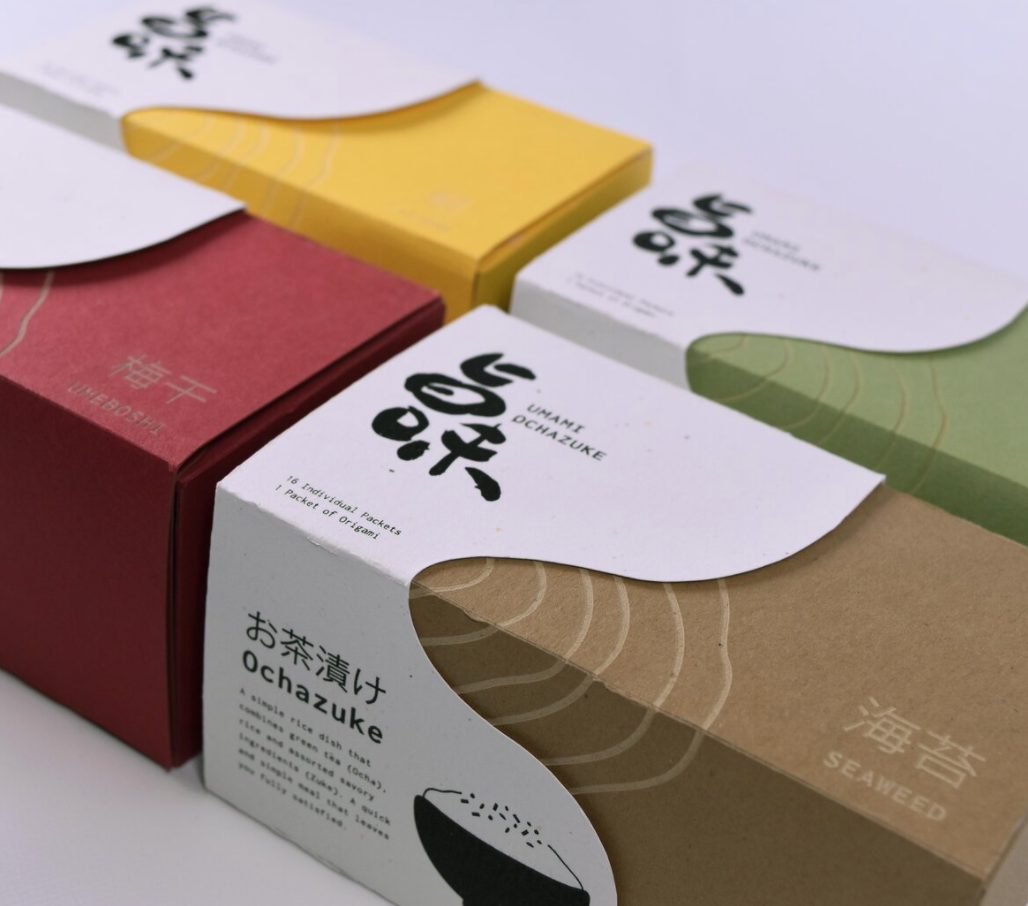 旨
味
旨
味
UMAMI
OCHAZUKE
梅干
UMEBOSHI
旨
味
UMAMI
OCHAZUKE
16 Individual Packets
1 Packet of Origami
お茶漬け
Ochazuke
A simple rice dish that
combines green tea (Ocha),
rice and assorted savory
ingredients (Zuke). A quick
and simple meal that leaves
you fully satisfied.
海苔
SEAWEED